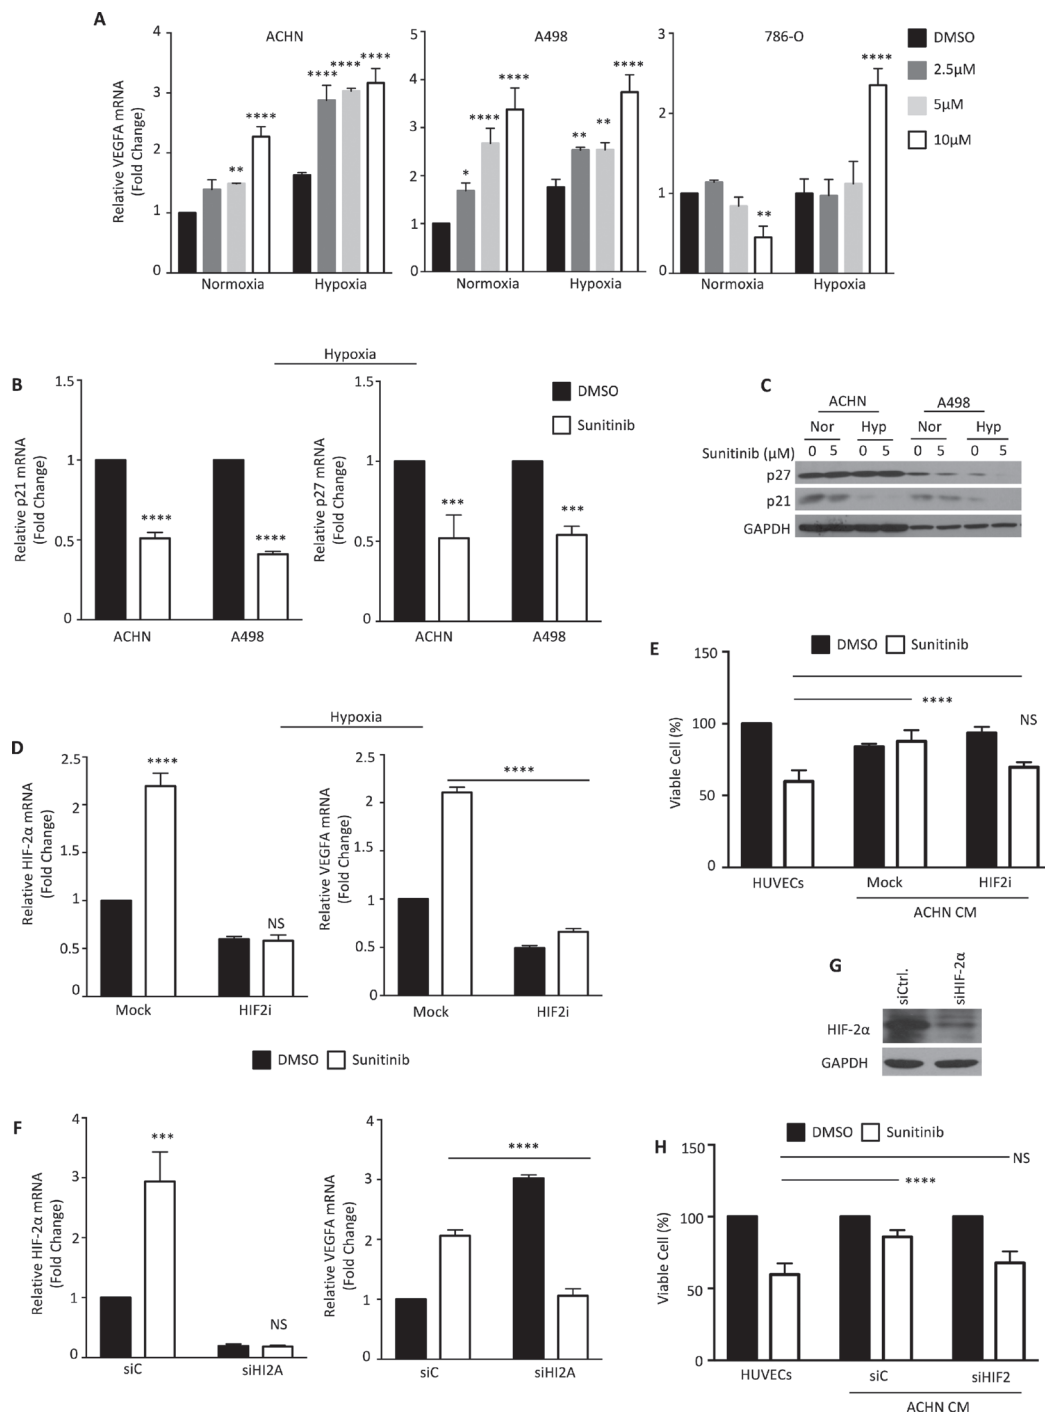 A
ACHN
A498
786-O
DMSO
2.5µM
5µM
10µM
Relative VEGFA mRNA
(Fold Change)
4
3
2
1
0
5
4
3
2
1
0
3
2
1
0
**
****
****
****
****
*
****
****
**
**
****
**
****
Normoxia
Hypoxia
Normoxia
Hypoxia
Normoxia
Hypoxia
Hypoxia
B
Relative p21 mRNA
(Fold Change)
1.5
1
0.5
0
****
****
ACHN
A498
Relative p27 mRNA
(Fold Change)
1.5
1
0.5
0
***
***
ACHN
A498
DMSO
Sunitinib
C
ACHN
A498
Nor
Hyp
Nor
Hyp
Sunitinib (µM)
0 5 0 5 0 5 0 5
p27
p21
GAPDH
Hypoxia
D
Relative HIF-2α mRNA
(Fold Change)
2.5
2
1.5
1
0.5
0
****
NS
Mock
HIF2i
Relative VEGFA mRNA
(Fold Change)
2.5
2
1.5
1
0.5
0
****
Mock
HIF2i
DMSO
Sunitinib
E
DMSO
Sunitinib
Viable Cell (%)
150
100
50
0
****
NS
HUVECs
Mock
HIF2i
ACHN CM
F
Relative HIF-2α mRNA
(Fold Change)
4
3
2
1
0
***
NS
siC
siHI2A
Relative VEGFA mRNA
(Fold Change)
4
3
2
1
0
****
siC
siHI2A
G
siCtrl.
siHIF-2α
HIF-2α
GAPDH
H
DMSO
Sunitinib
Viable Cell (%)
150
100
50
0
NS
****
HUVECs
siC
siHIF2
ACHN CM